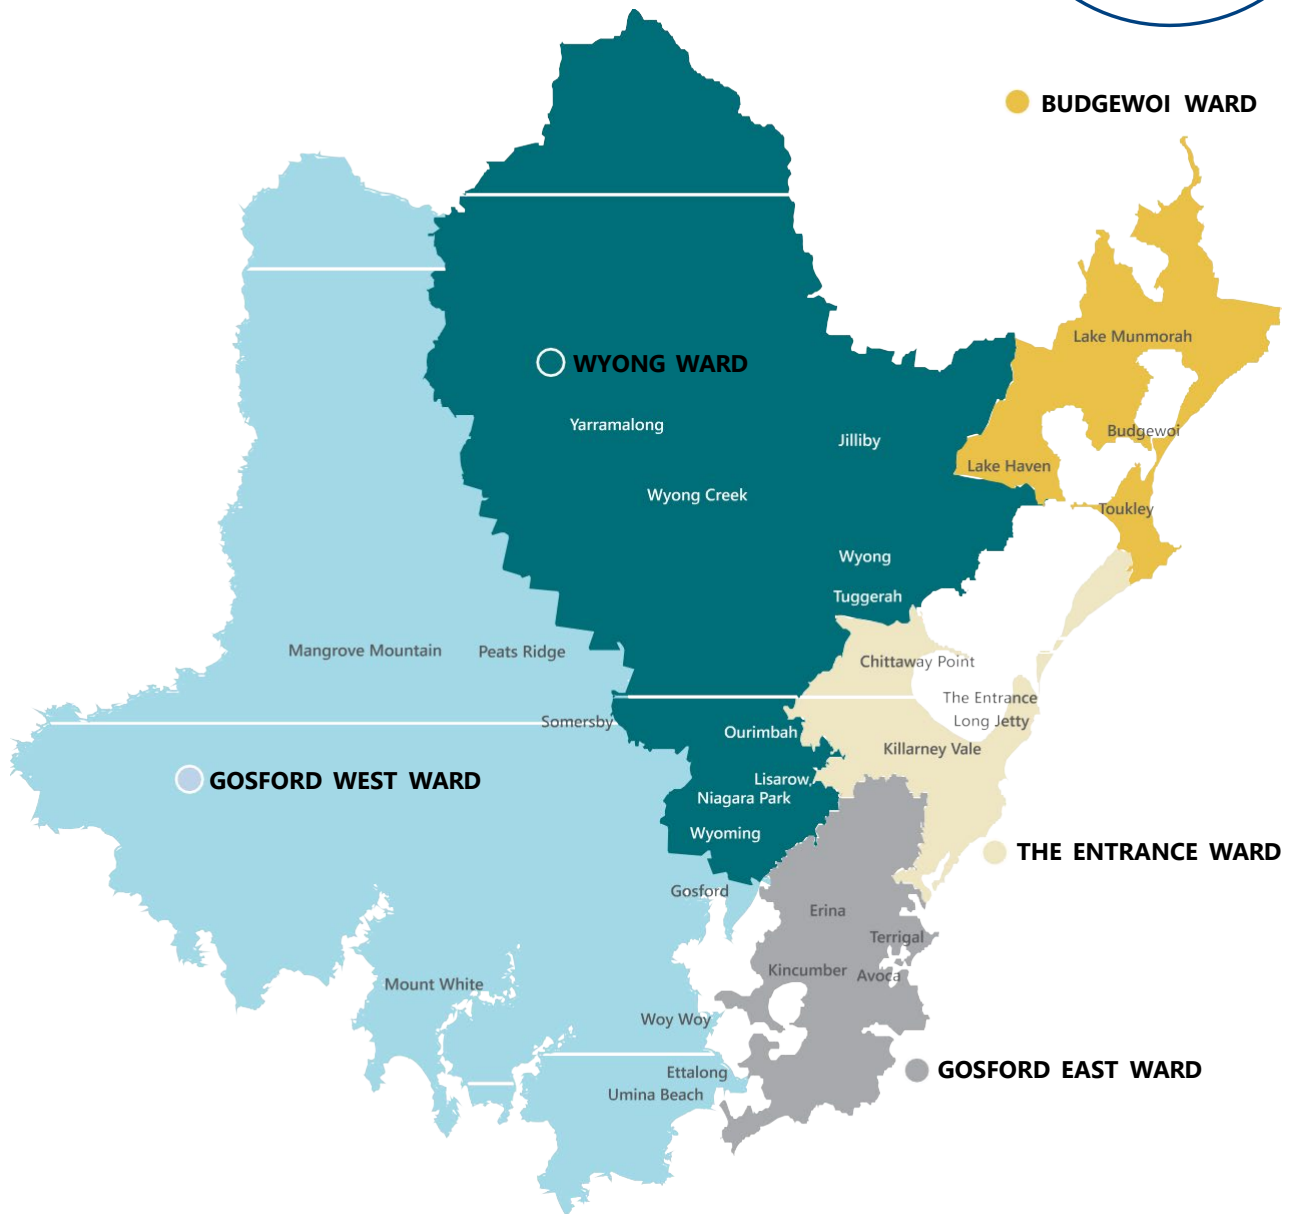 BUDGEWOI WARD
Lake Munmorah
WYONG WARD
Yarramalong
Budgewoi
Jilliby
Lake Haven
Wyong Creek
Toukley
Wyong
Tuggerah
Mangrove Mountain
Peats Ridge
Chittaway Point
The Entrance
Somersby
Long Jetty
Ourimbah
Killarney Vale
GOSFORD WEST WARD
Lisarow,
Niagara Park
Wyoming
THE ENTRANCE WARD
Gosford
Erina
Terrigal
Kincumber
Avoca
Mount White
Woy Woy
Ettalong
GOSFORD EAST WARD
Umina Beach